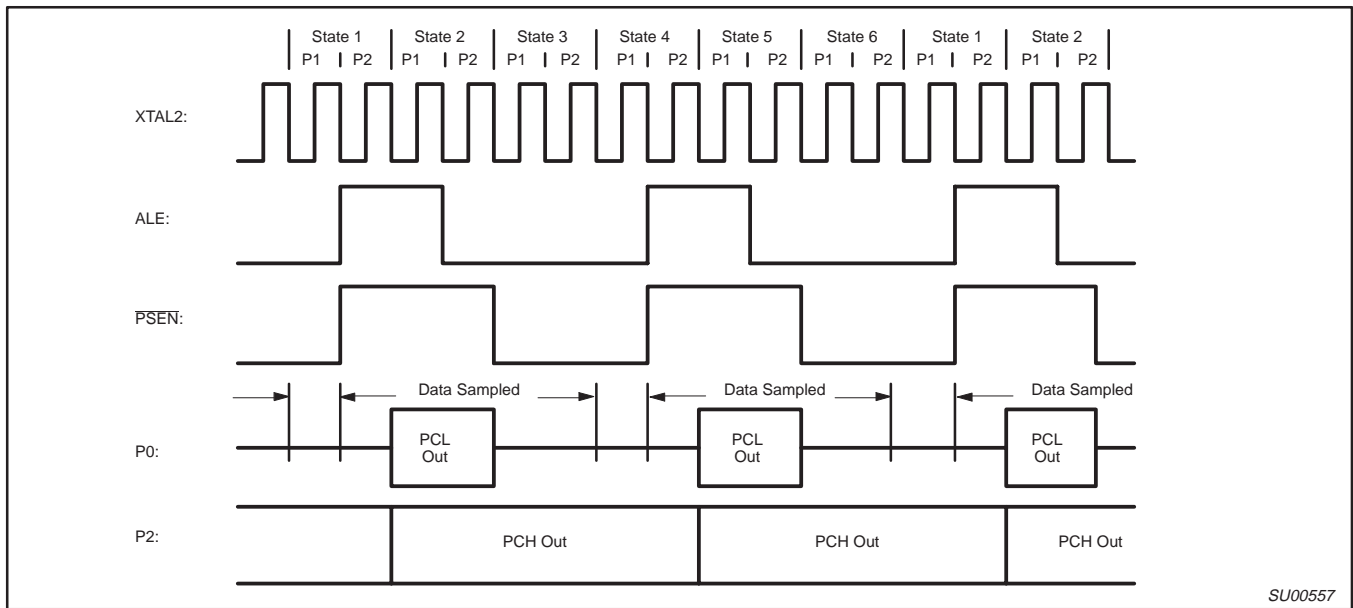 State 1 State 2 State 3 State 4 State 5 State 6 State 1 State 2
P1 P2 P1 P2 P1 P2 P1 P2 P1 P2 P1 P2 P1 P2 P1 P2
XTAL2:
ALE:
PSEN:
Data Sampled Data Sampled Data Sampled
P0:
PCL Out PCL Out PCL Out
P2:
PCH Out PCH Out PCH Out
SU00557